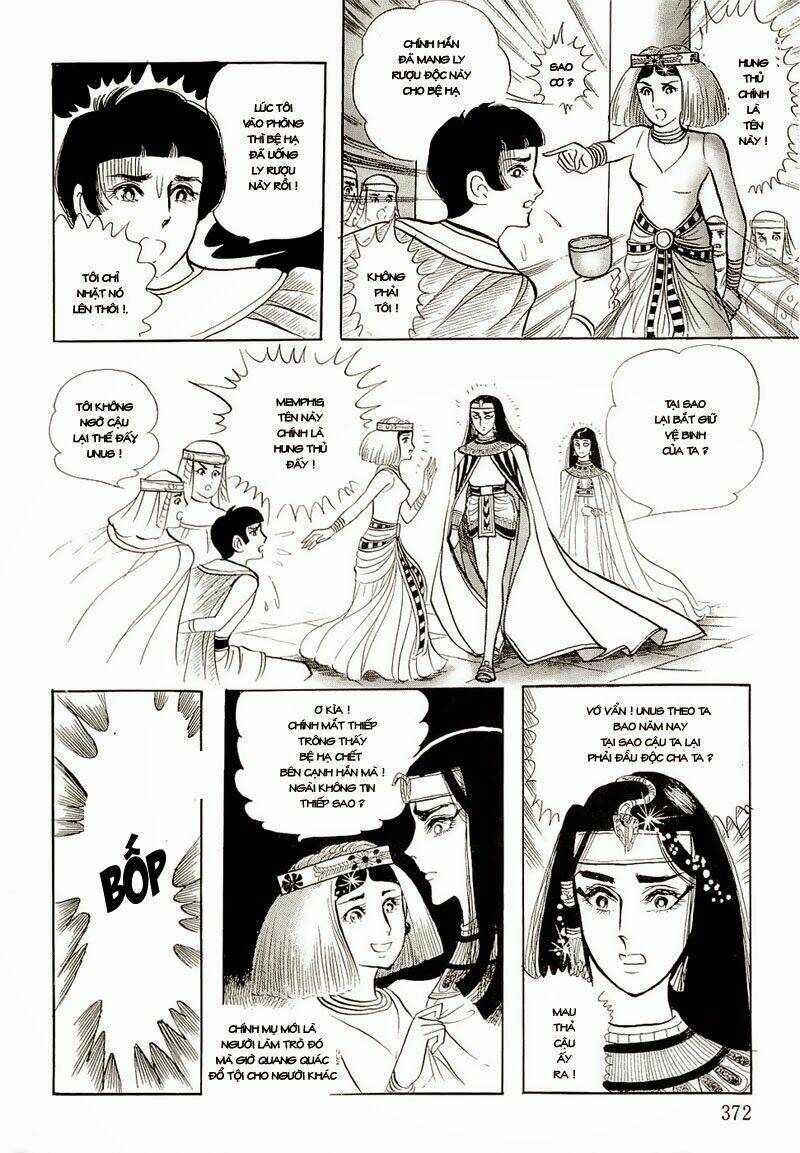 HUNG
THỦ
CHÍNH
LÀ
TÊN
NÀY !
SAO
CƠ ?
CHÍNH HẮN
ĐÃ MANG LY
RƯỢU ĐỘC NÀY
CHO BỆ HẠ
KHÔNG
PHẢI
TÔI !
LÚC TÔI
VÀO PHÒNG
THÌ BỆ HẠ
ĐÃ UỐNG
LY RƯỢU
NÀY RỒI !
TÔI CHỈ
NHẶT NÓ
LÊN THÔI !.
TẠI SAO
LẠI BẮT GIỮ
VỆ BINH
CỦA TA ?
MEMPHIS
TÊN NÀY
CHÍNH LÀ
HUNG THỦ
ĐẤY !
TÔI KHÔNG
NGỜ CẬU
LẠI THẾ ĐẤY
UNUS !
VỚ VẨN ! UNUS THEO TA
BAO NĂM NAY
TẠI SAO CẬU TA LẠI
PHẢI ĐẦU ĐỘC CHA TA ?
MAU
THẢ
CẬU
ẤY
RA !
Ơ KÌA !
CHÍNH MẮT THIẾP
TRÔNG THẤY
BỆ HẠ CHẾT
BÊN CẠNH HẮN MÀ !
NGÀI KHÔNG TIN
THIẾP SAO ?
CHÍNH MỤ MỚI LÀ
NGƯỜI LÀM TRÒ ĐÓ
MÀ GIỜ QUANG QUÁC
ĐỔ TỘI CHO NGƯỜI KHÁC
BỐP
372